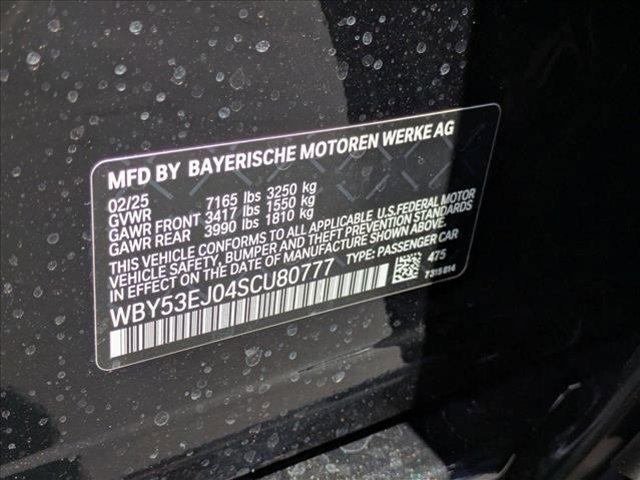 MFD BY BAYERISCHE MOTOREN WERKE AG
02/25 7165 lbs 3250 kg
GVWR
GAWR FRONT 3417 lbs 1550 kg
GAWR REAR 3990 lbs 1810 kg
THIS VEHICLE CONFORMS TO ALL APPLICABLE U.S.FEDERAL MOTOR
VEHICLE SAFETY, BUMPER AND THEFT PREVENTION STANDARDS
IN EFFECT ON THE DATE OF MANUFACTURE SHOWN ABOVE.
WBY53EJ04SCU80777 TYPE: PASSENGER CAR
475
7315814